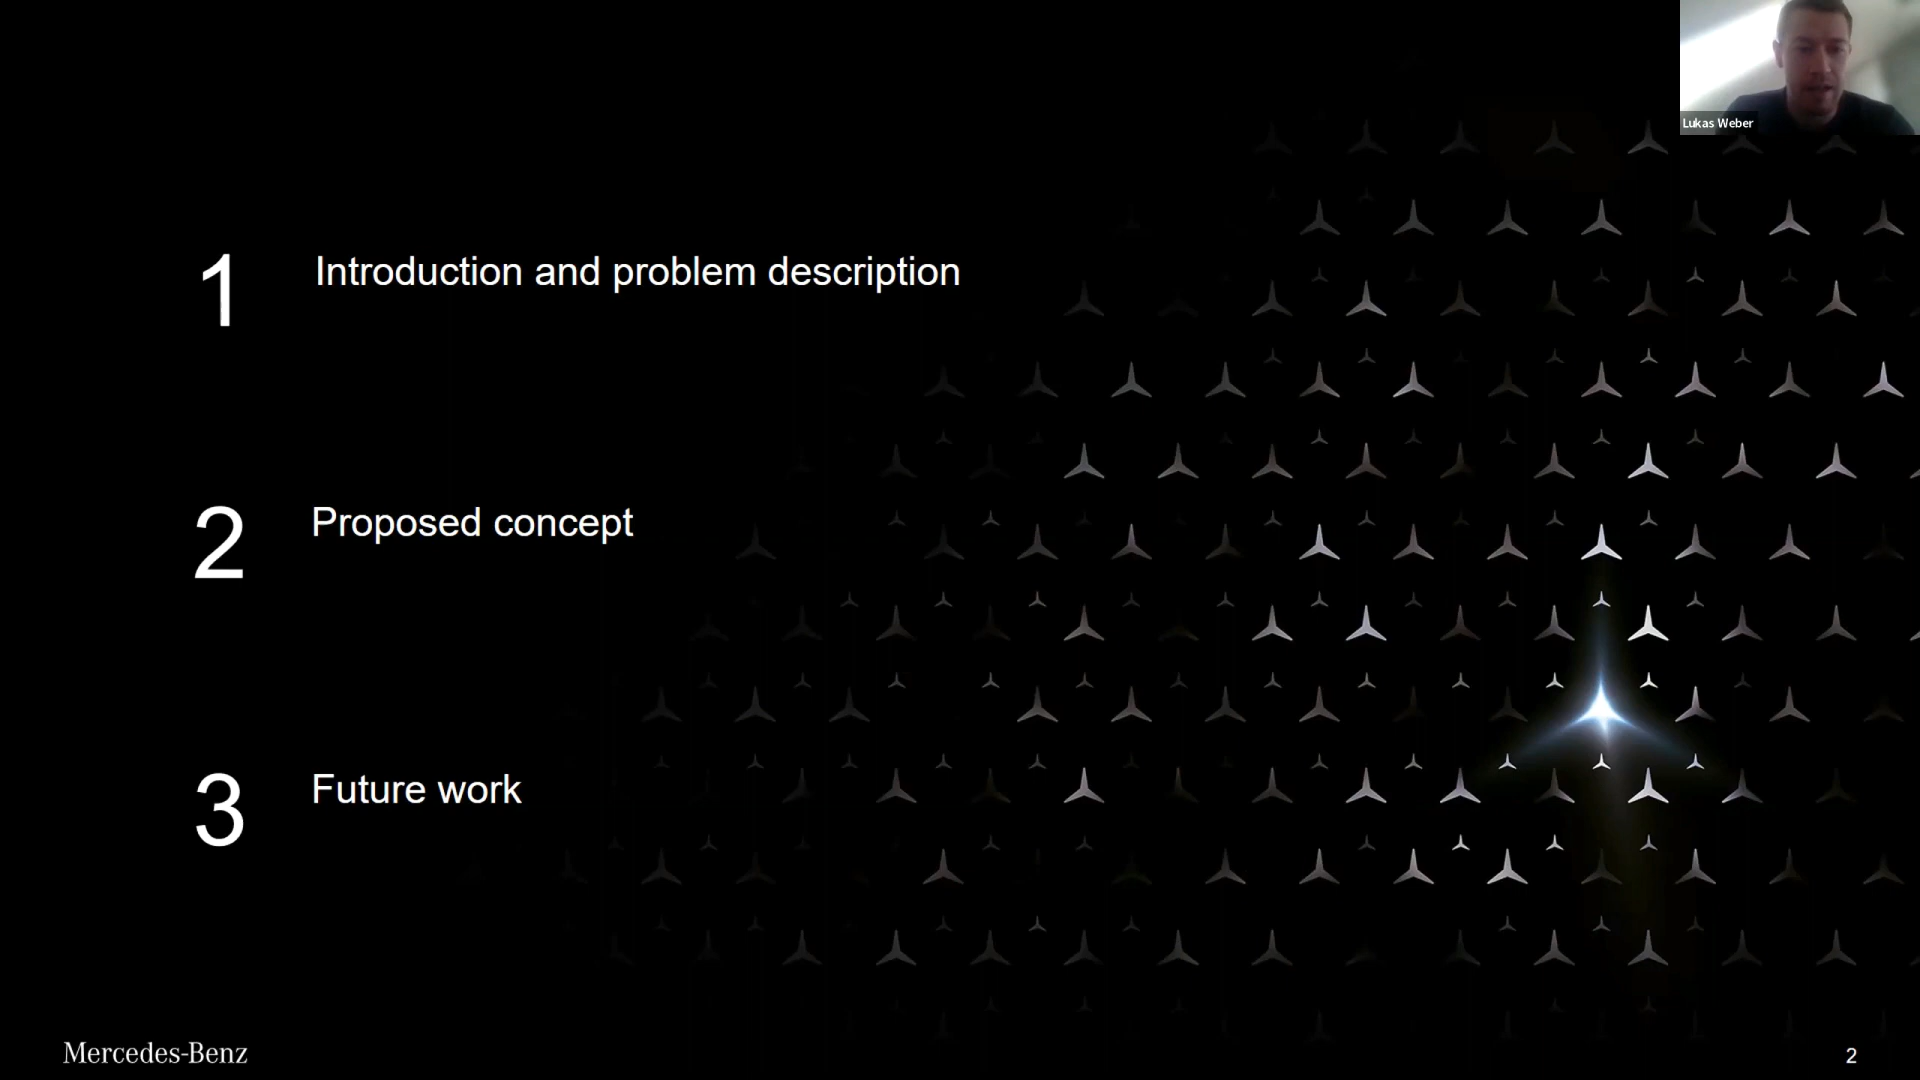 Lukas Weber
1 Introduction and problem description
2 Proposed concept
3 Future work
Mercedes-Benz
2